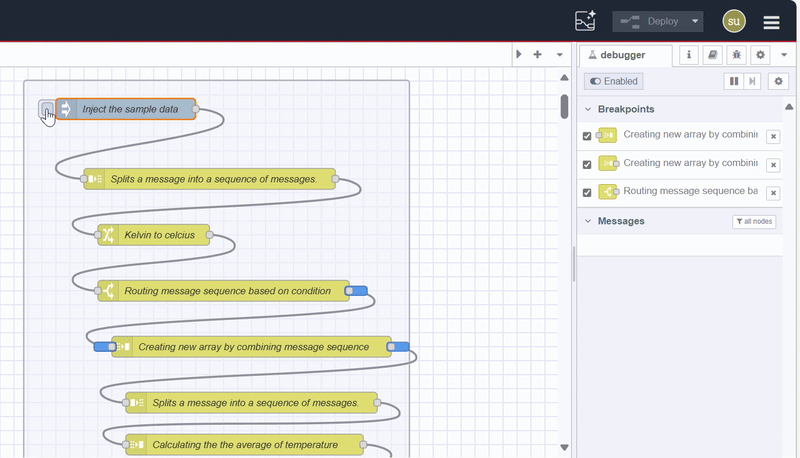 Deploy
su
debugger
Enabled
Breakpoints
Creating new array by combini
Creating new array by combini
Routing message sequence ba
Messages
all nodes
Inject the sample data
Splits a message into a sequence of messages.
Kelvin to celcius
Routing message sequence based on condition
Creating new array by combining message sequence
Splits a message into a sequence of messages.
Calculating the the average of temperature